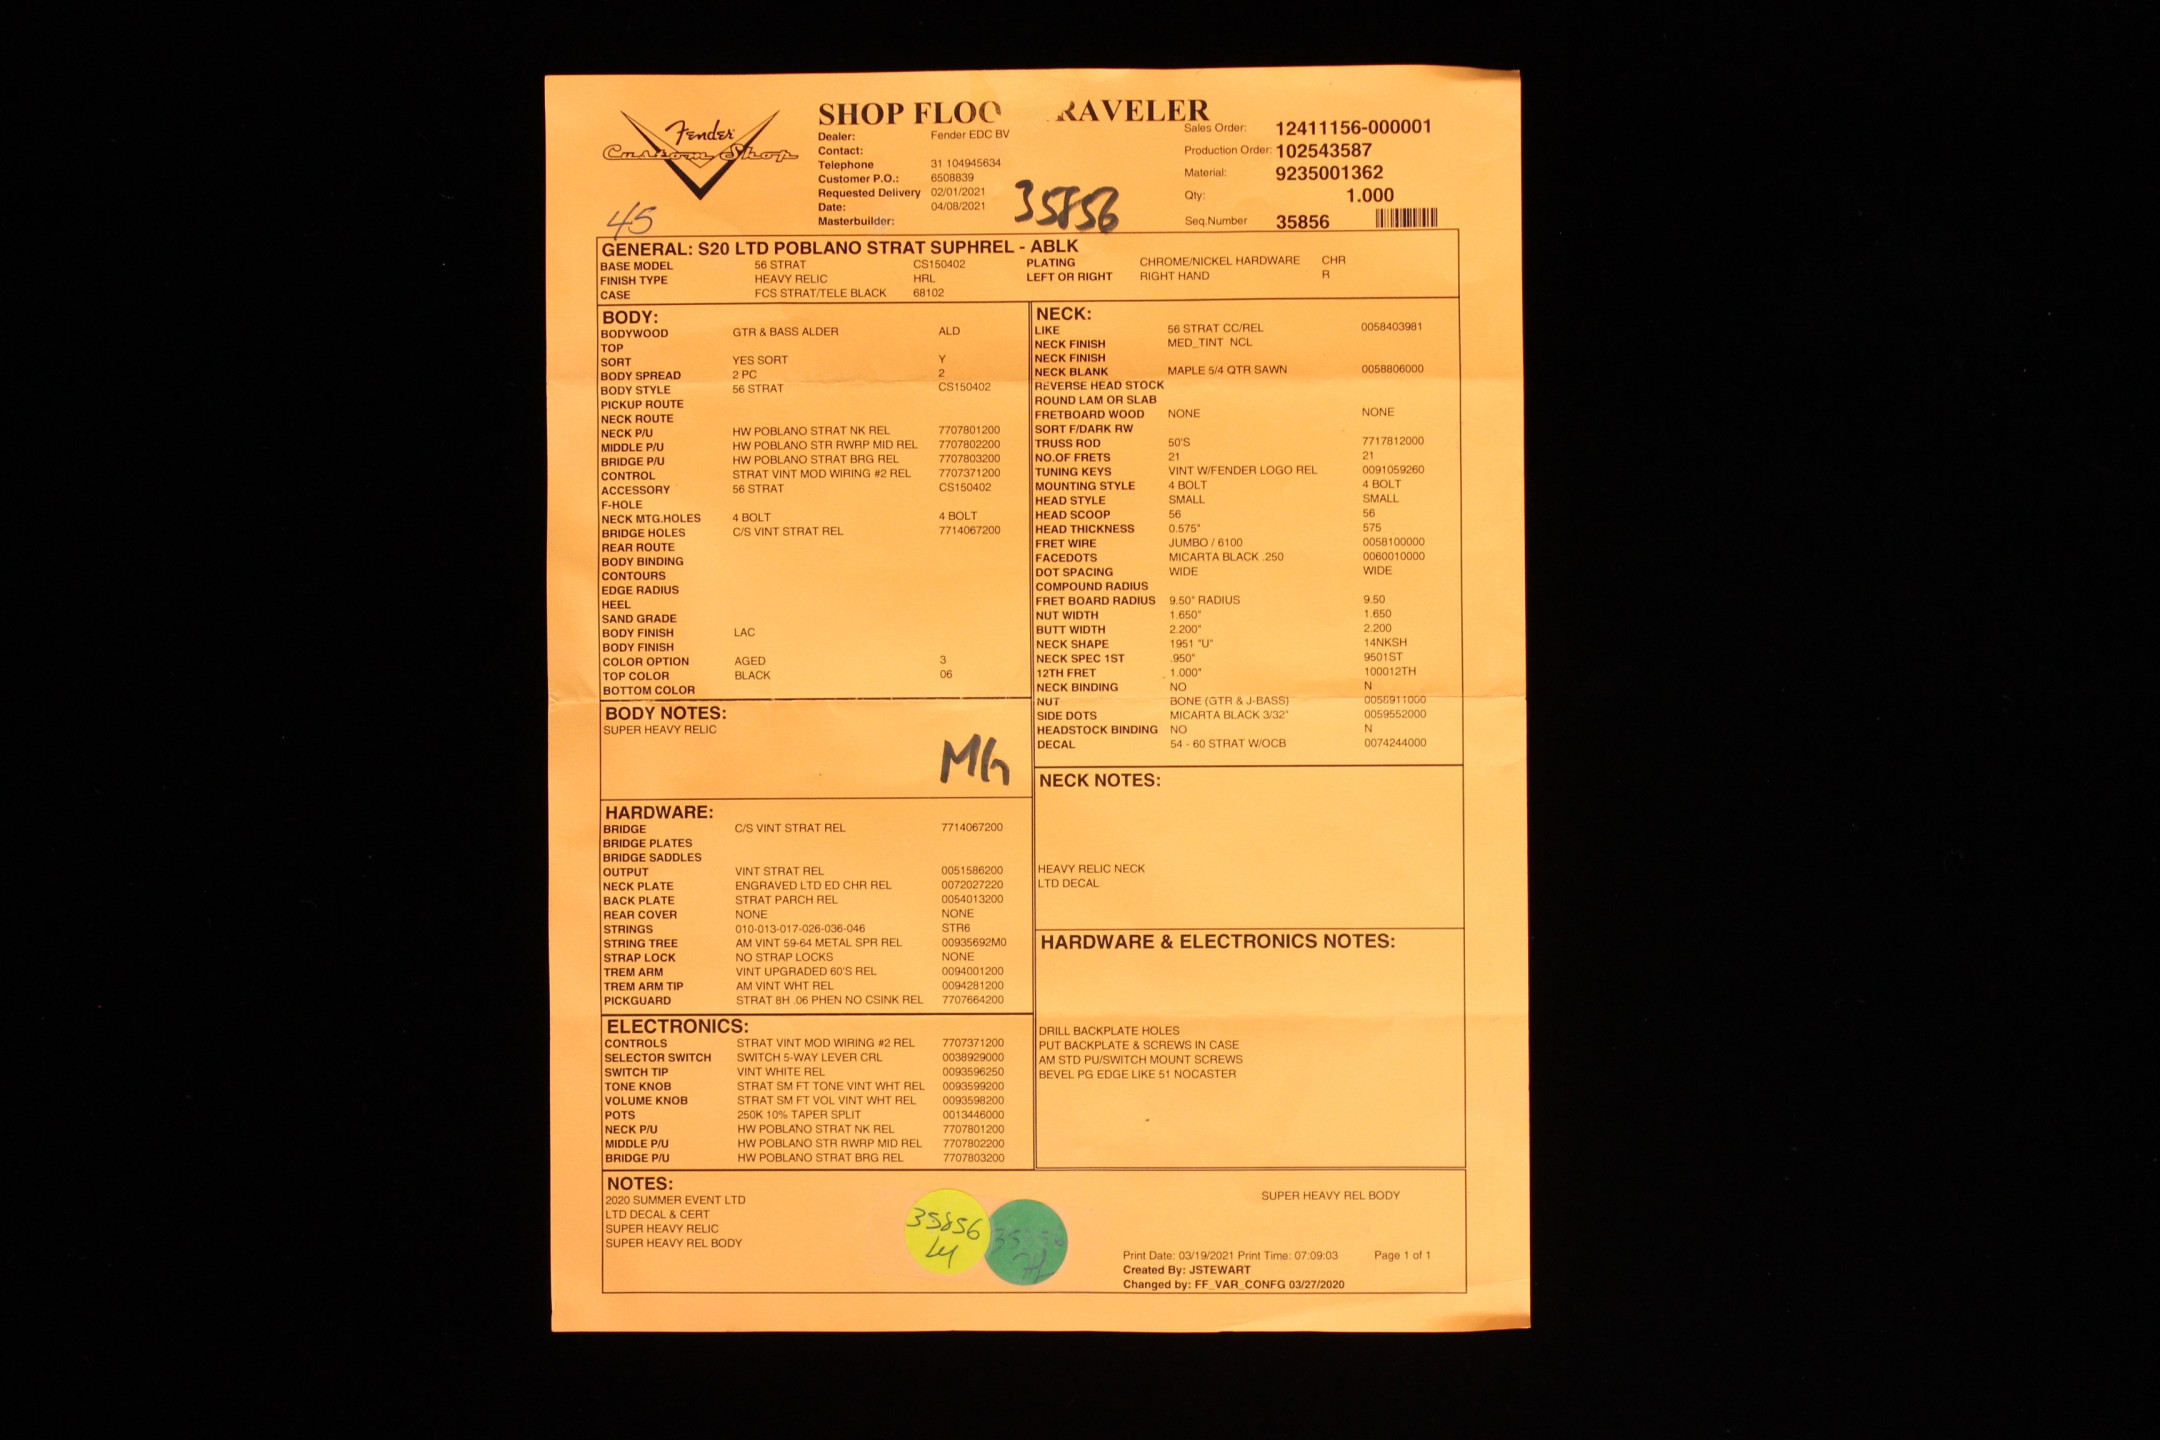 Fender
Custom Shop
SHOP FLOO RAVELER
Dealer: Fender EDC BV
Contact:
Telephone 31 104945634
Customer P.O.: 6508839
Requested Delivery 02/01/2021
Date: 04/08/2021
Masterbuilder:
Sales Order: 12411156-000001
Production Order: 102543587
Material: 9235001362
Qty: 1.000
Seq.Number 35856
35856
45
GENERAL: S20 LTD POBLANO STRAT SUPHREL - ABLK
BASE MODEL 56 STRAT CS150402 PLATING CHROME/NICKEL HARDWARE CHR
FINISH TYPE HEAVY RELIC HRL LEFT OR RIGHT RIGHT HAND R
CASE FCS STRAT/TELE BLACK 68102
BODY:
BODYWOOD GTR & BASS ALDER ALD
TOP
SORT YES SORT Y
BODY SPREAD 2 PC 2
BODY STYLE 56 STRAT CS150402
PICKUP ROUTE
NECK ROUTE
NECK P/U HW POBLANO STRAT NK REL 7707801200
MIDDLE P/U HW POBLANO STR RWRP MID REL 7707802200
BRIDGE P/U HW POBLANO STRAT BRG REL 7707803200
CONTROL STRAT VINT MOD WIRING #2 REL 7707371200
ACCESSORY 56 STRAT CS150402
F-HOLE
NECK MTG.HOLES 4 BOLT 4 BOLT
BRIDGE HOLES C/S VINT STRAT REL 7714067200
REAR ROUTE
BODY BINDING
CONTOURS
EDGE RADIUS
HEEL
SAND GRADE
BODY FINISH LAC
BODY FINISH
COLOR OPTION AGED 3
TOP COLOR BLACK 06
BOTTOM COLOR
BODY NOTES:
SUPER HEAVY RELIC
MG
HARDWARE:
BRIDGE C/S VINT STRAT REL 7714067200
BRIDGE PLATES
BRIDGE SADDLES
OUTPUT VINT STRAT REL 0051586200
NECK PLATE ENGRAVED LTD ED CHR REL 0072027220
BACK PLATE STRAT PARCH REL 0054013200
REAR COVER NONE NONE
STRINGS 010-013-017-026-036-046 STR6
STRING TREE AM VINT 59-64 METAL SPR REL 00935692M0
STRAP LOCK NO STRAP LOCKS NONE
TREM ARM VINT UPGRADED 60'S REL 0094001200
TREM ARM TIP AM VINT WHT REL 0094281200
PICKGUARD STRAT 8H .06 PHEN NO CSINK REL 7707664200
ELECTRONICS:
CONTROLS STRAT VINT MOD WIRING #2 REL 7707371200
SELECTOR SWITCH SWITCH 5-WAY LEVER CRL 0038929000
SWITCH TIP VINT WHITE REL 0093596250
TONE KNOB STRAT SM FT TONE VINT WHT REL 0093599200
VOLUME KNOB STRAT SM FT VOL VINT WHT REL 0093598200
POTS 250K 10% TAPER SPLIT 0013446000
NECK P/U HW POBLANO STRAT NK REL 7707801200
MIDDLE P/U HW POBLANO STR RWRP MID REL 7707802200
BRIDGE P/U HW POBLANO STRAT BRG REL 7707803200
NECK:
LIKE 56 STRAT CC/REL 0058403981
NECK FINISH MED_TINT NCL
NECK FINISH
NECK BLANK MAPLE 5/4 QTR SAWN 0058806000
REVERSE HEAD STOCK
ROUND LAM OR SLAB
FRETBOARD WOOD NONE NONE
SORT F/DARK RW
TRUSS ROD 50'S 7717812000
NO.OF FRETS 21 21
TUNING KEYS VINT W/FENDER LOGO REL 0091059260
MOUNTING STYLE 4 BOLT 4 BOLT
HEAD STYLE SMALL SMALL
HEAD SCOOP 56 56
HEAD THICKNESS 0.575" 575
FRET WIRE JUMBO / 6100 0058100000
FACEDOTS MICARTA BLACK .250 0060010000
DOT SPACING WIDE WIDE
COMPOUND RADIUS
FRET BOARD RADIUS 9.50" RADIUS 9.50
NUT WIDTH 1.650" 1.650
BUTT WIDTH 2.200" 2.200
NECK SHAPE 1951 "U" 14NKSH
NECK SPEC 1ST .950" 9501ST
12TH FRET 1.000" 100012TH
NECK BINDING NO N
NUT BONE (GTR & J-BASS) 0056911000
SIDE DOTS MICARTA BLACK 3/32" 0059552000
HEADSTOCK BINDING NO N
DECAL 54 - 60 STRAT W/OCB 0074244000
NECK NOTES:
HEAVY RELIC NECK
LTD DECAL
HARDWARE & ELECTRONICS NOTES:
DRILL BACKPLATE HOLES
PUT BACKPLATE & SCREWS IN CASE
AM STD PU/SWITCH MOUNT SCREWS
BEVEL PG EDGE LIKE 51 NOCASTER
NOTES:
2020 SUMMER EVENT LTD
LTD DECAL & CERT
SUPER HEAVY RELIC
SUPER HEAVY REL BODY
35856
SUPER HEAVY REL BODY
Print Date: 03/19/2021 Print Time: 07:09:03 Page 1 of 1
Created By: JSTEWART
Changed by: FF_VAR_CONFG 03/27/2020